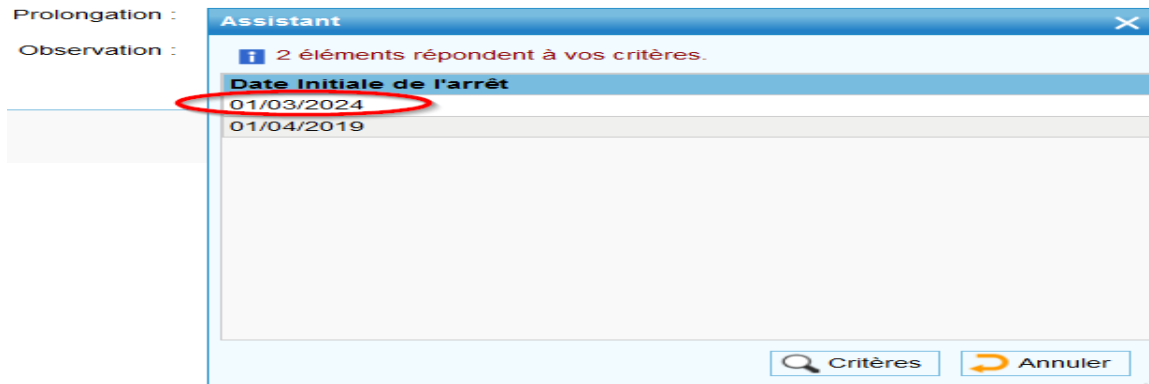 Prolongation :
Assistant
Observation :
2 éléments répondent à vos critères.
Date Initiale de l'arrêt
01/03/2024
01/04/2019
Critères
Annuler